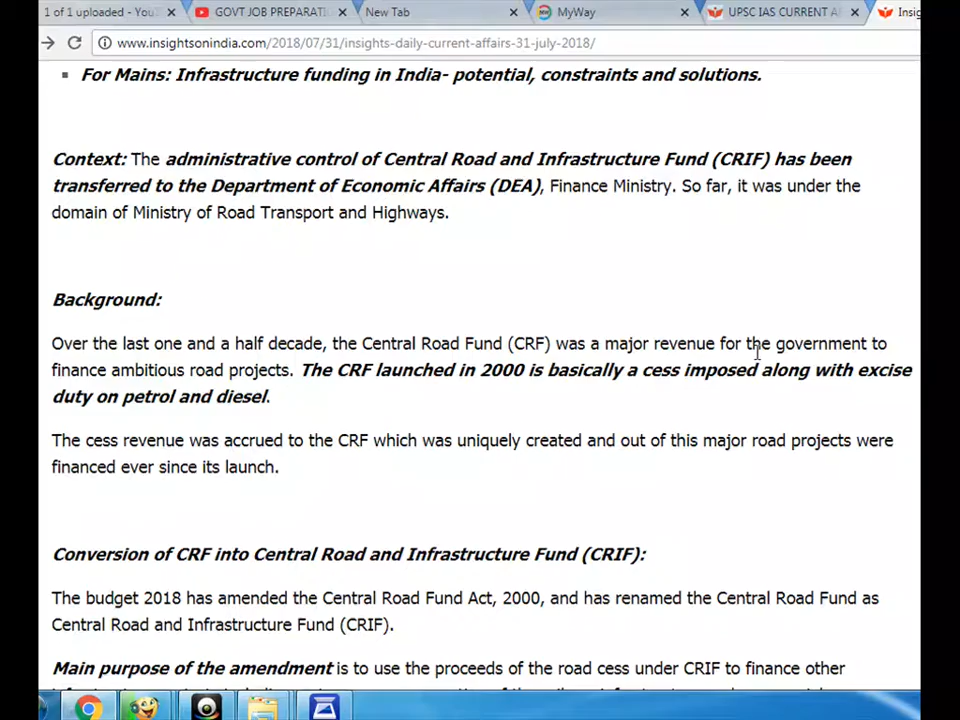 1 of 1 uploaded - You
GOVT JOB PREPARATI
New Tab
MyWay
UPSC IAS CURRENT A
Insig
www.insightsonindia.com/2018/07/31/insights-daily-current-affairs-31-july-2018/
For Mains: Infrastructure funding in India- potential, constraints and solutions.
Context: The administrative control of Central Road and Infrastructure Fund (CRIF) has been
transferred to the Department of Economic Affairs (DEA), Finance Ministry. So far, it was under the
domain of Ministry of Road Transport and Highways.
Background:
Over the last one and a half decade, the Central Road Fund (CRF) was a major revenue for the government to
finance ambitious road projects. The CRF launched in 2000 is basically a cess imposed along with excise
duty on petrol and diesel.
The cess revenue was accrued to the CRF which was uniquely created and out of this major road projects were
financed ever since its launch.
Conversion of CRF into Central Road and Infrastructure Fund (CRIF):
The budget 2018 has amended the Central Road Fund Act, 2000, and has renamed the Central Road Fund as
Central Road and Infrastructure Fund (CRIF).
Main purpose of the amendment is to use the proceeds of the road cess under CRIF to finance other